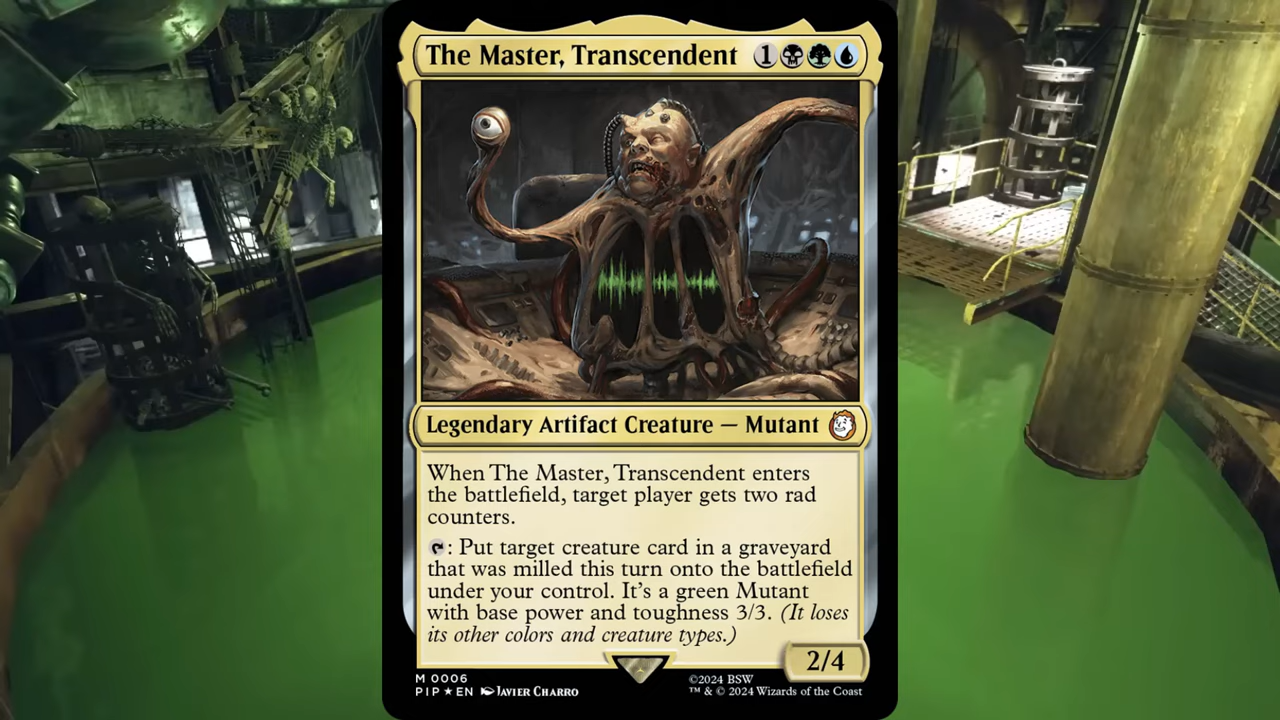 The Master, Transcendent 1
Legendary Artifact Creature — Mutant
When The Master, Transcendent enters
the battlefield, target player gets two rad
counters.
: Put target creature card in a graveyard
that was milled this turn onto the battlefield
under your control. It's a green Mutant
with base power and toughness 3/3. (It loses
its other colors and creature types.)
2/4
M 0006
PIP ★ EN Javier Charro
©2024 BSW
™ & © 2024 Wizards of the Coast